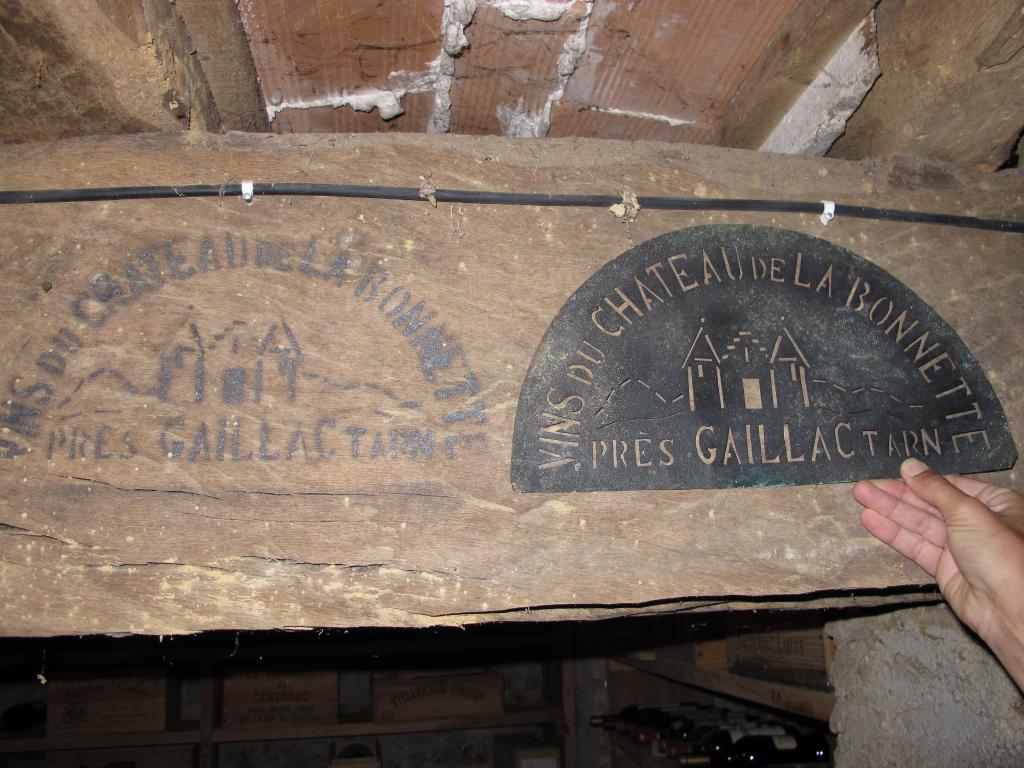 VINS DU CHATEAU DE LA BONNETTE
PRÈS GAILLAC TARN
VINS DU CHATEAU DE LA BONNETTE
PRÈS GAILLAC TARN